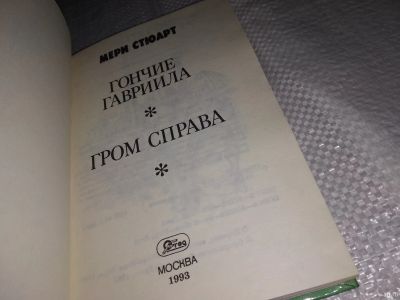 МЕРИ СТЮАРТ
ГОНЧИЕ
ГАВРИИЛА
*
ГРОМ СПРАВА
*
МОСКВА
1993